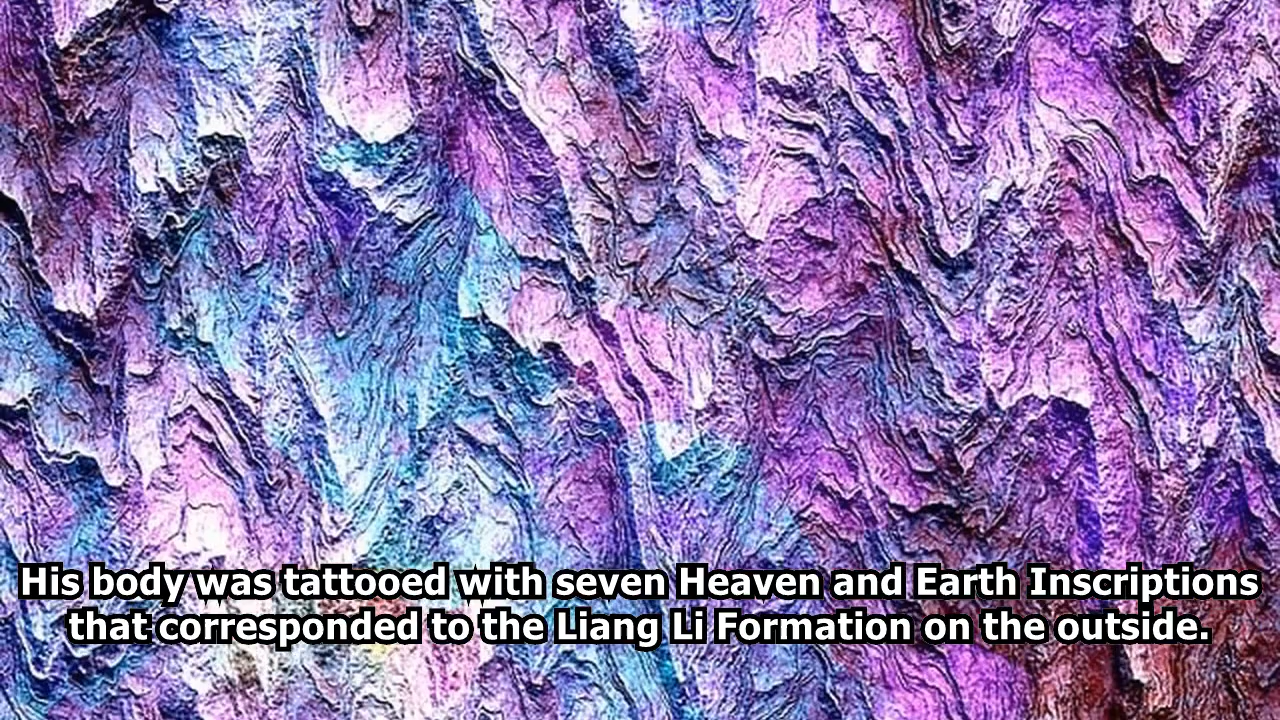 His body was tattooed with seven Heaven and Earth Inscriptions
that corresponded to the Liang Li Formation on the outside.